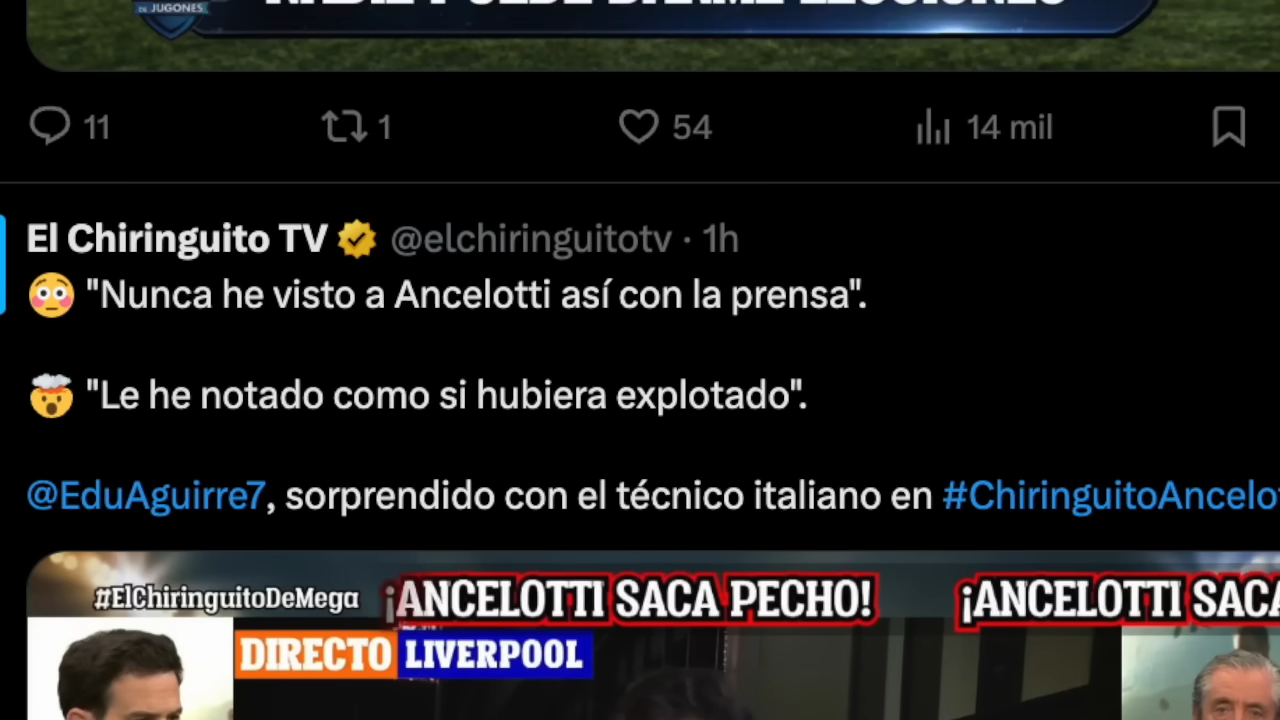 DE JUGONES
11 1 54 14 mil
El Chiringuito TV @elchiringuitotv · 1h
"Nunca he visto a Ancelotti así con la prensa".
"Le he notado como si hubiera explotado".
@EduAguirre7, sorprendido con el técnico italiano en #ChiringuitoAncelo
#ElChiringuitoDeMega ¡ANCELOTTI SACA PECHO! ¡ANCELOTTI SACA
DIRECTO LIVERPOOL